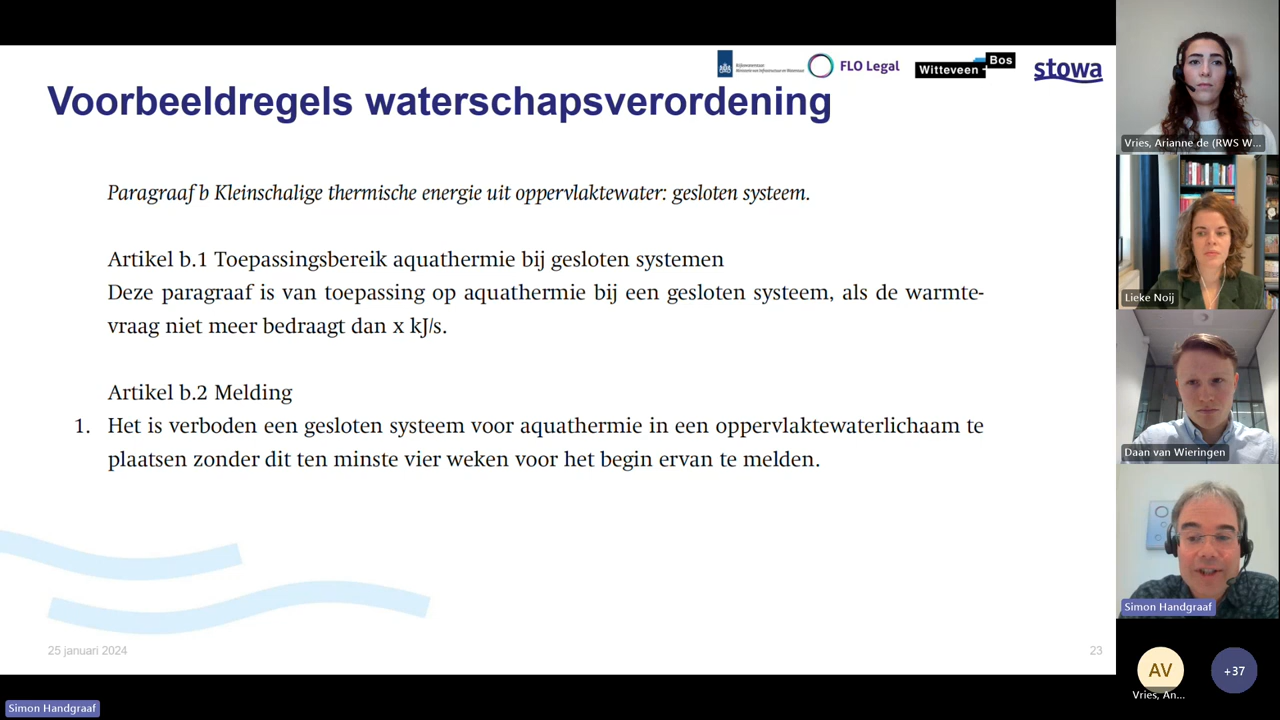 FLO Legal
Witteveen
Bos
stowa
Voorbeeldregels waterschapsverordening
Paragraaf b Kleinschalige thermische energie uit oppervlaktewater: gesloten systeem.
Artikel b.1 Toepassingsbereik aquathermie bij gesloten systemen
Deze paragraaf is van toepassing op aquathermie bij een gesloten systeem, als de warmte-
vraag niet meer bedraagt dan x kJ/s.
Artikel b.2 Melding
1. Het is verboden een gesloten systeem voor aquathermie in een oppervlaktewaterlichaam te
plaatsen zonder dit ten minste vier weken voor het begin ervan te melden.
25 januari 2024
23
Vries, Arianne de (RWS W...
Lieke Noij
Daan van Wieringen
Simon Handgraaf
AV
+37
Vries, An...
Simon Handgraaf